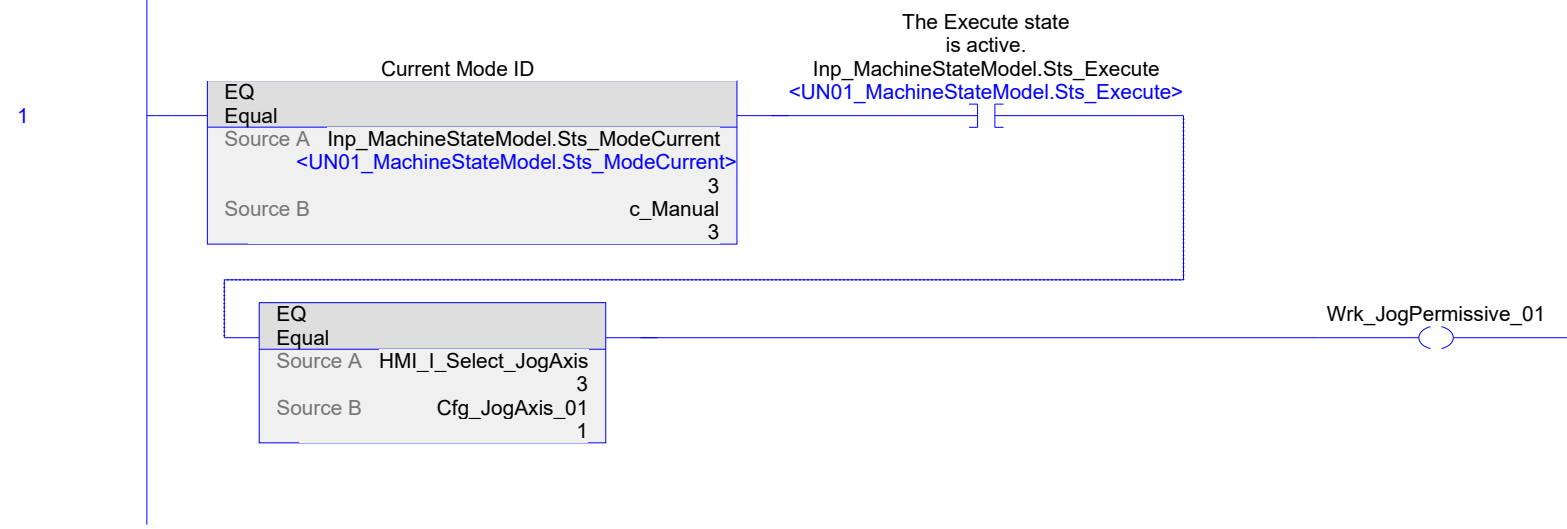 The Execute state
is active.
Current Mode ID
Inp_MachineStateModel.Sts_Execute
<UN01_MachineStateModel.Sts_Execute>
1
EQ
Equal
Source A Inp_MachineStateModel.Sts_ModeCurrent
<UN01_MachineStateModel.Sts_ModeCurrent>
3
Source B c_Manual
3
EQ
Equal
Source A HMI_I_Select_JogAxis
3
Source B Cfg_JogAxis_01
1
Wrk_JogPermissive_01